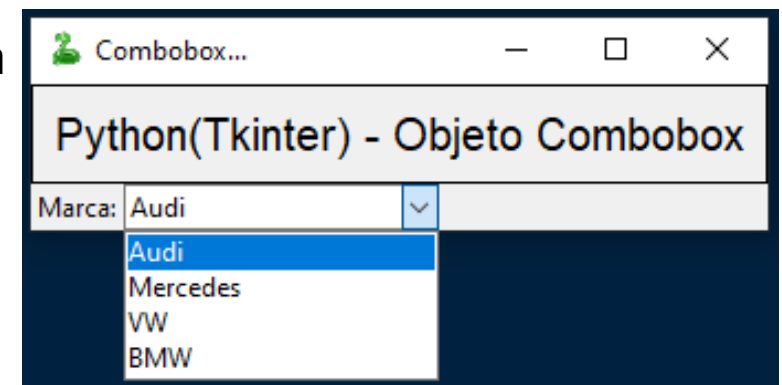 Combobox...
Python(Tkinter) - Objeto Combobox
Marca: Audi
Audi
Mercedes
VW
BMW